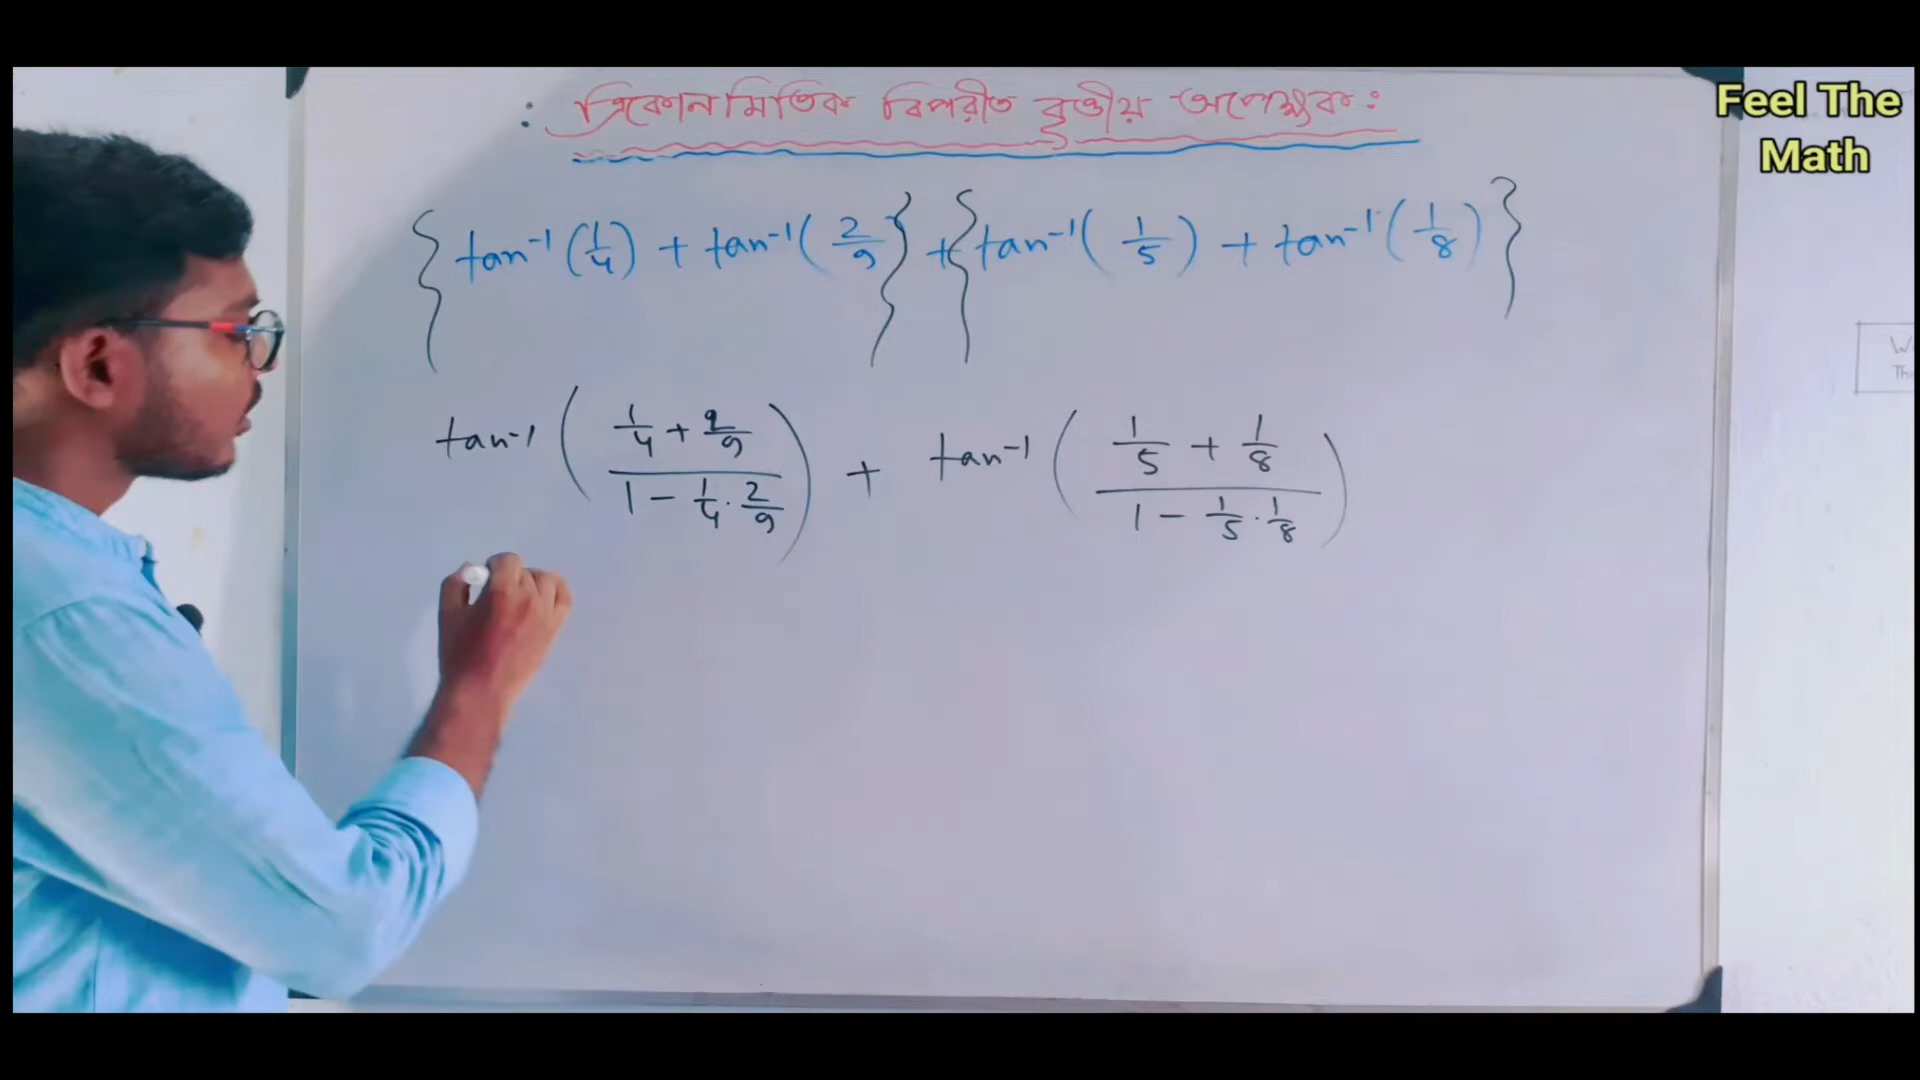 : ত্রিকোনমিতিক বিপরীত বৃত্তীয় অপেক্ষক :
Feel The
Math
{ tan⁻¹ (1/4) + tan⁻¹ (2/9) } + { tan⁻¹ (1/5) + tan⁻¹ (1/8) }
tan⁻¹ ( (1/4 + 2/9) / (1 - 1/4 · 2/9) ) + tan⁻¹ ( (1/5 + 1/8) / (1 - 1/5 · 1/8) )